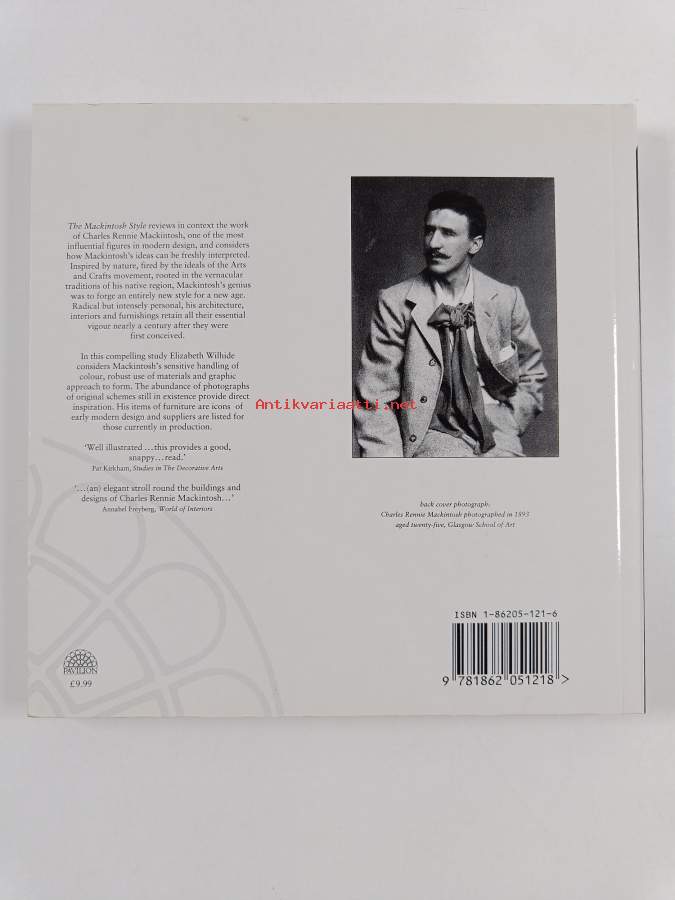 The Mackintosh Style reviews in context the work
of Charles Rennie Mackintosh, one of the most
influential figures in modern design, and considers
how Mackintosh's ideas can be freshly interpreted.
Inspired by nature, fired by the ideals of the Arts
and Crafts movement, rooted in the vernacular
traditions of his native region, Mackintosh's genius
was to forge an entirely new style for a new age.
Radical but intensely personal, his architecture,
interiors and furnishings retain all their essential
vigour nearly a century after they were
first conceived.
In this compelling study Elizabeth Wilhide
considers Mackintosh's sensitive handling of
colour, robust use of materials and graphic
approach to form. The abundance of photographs
of original schemes still in existence provide direct
inspiration. His items of furniture are icons of
early modern design and suppliers are listed for
those currently in production.
'Well illustrated …this provides a good,
snappy…read.'
Pat Kirkham, Studies in The Decorative Arts
'…(an) elegant stroll round the buildings and
designs of Charles Rennie Mackintosh…'
Annabel Freyberg, World of Interiors
PAVILION
£9.99
Antikvariaatti.net
back cover photograph:
Charles Rennie Mackintosh photographed in 1893
aged twenty-five, Glasgow School of Art
ISBN 1-86205-121-6
9 781862 051218 >